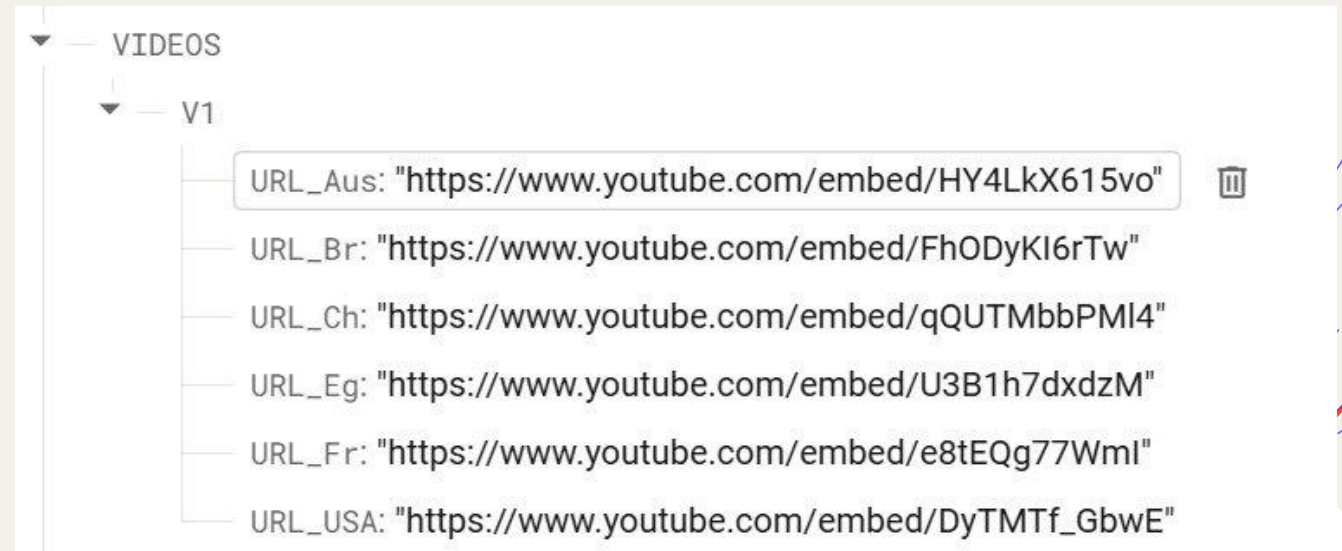 VIDEOS
V1
URL_Aus: "https://www.youtube.com/embed/HY4LkX615vo"
URL_Br: "https://www.youtube.com/embed/FhODyKI6rTw"
URL_Ch: "https://www.youtube.com/embed/qQUTMbbPMl4"
URL_Eg: "https://www.youtube.com/embed/U3B1h7dxdzM"
URL_Fr: "https://www.youtube.com/embed/e8tEQg77WmI"
URL_USA: "https://www.youtube.com/embed/DyTMTf_GbwE"